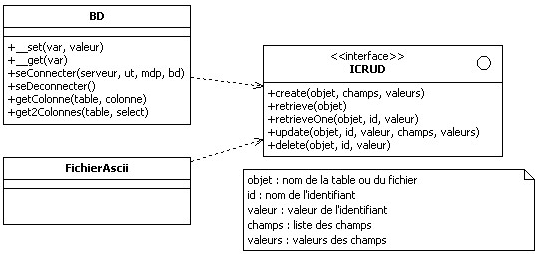 BD
+__set(var, valeur)
+__get(var)
+seConnecter(serveur, ut, mdp, bd)
+seDeconnecter()
+getColonne(table, colonne)
+get2Colonnes(table, select)
<<interface>>
ICRUD
+create(objet, champs, valeurs)
+retrieve(objet)
+retrieveOne(objet, id, valeur)
+update(objet, id, valeur, champs, valeurs)
+delete(objet, id, valeur)
FichierAscii
objet : nom de la table ou du fichier
id : nom de l'identifiant
valeur : valeur de l'identifiant
champs : liste des champs
valeurs : valeurs des champs